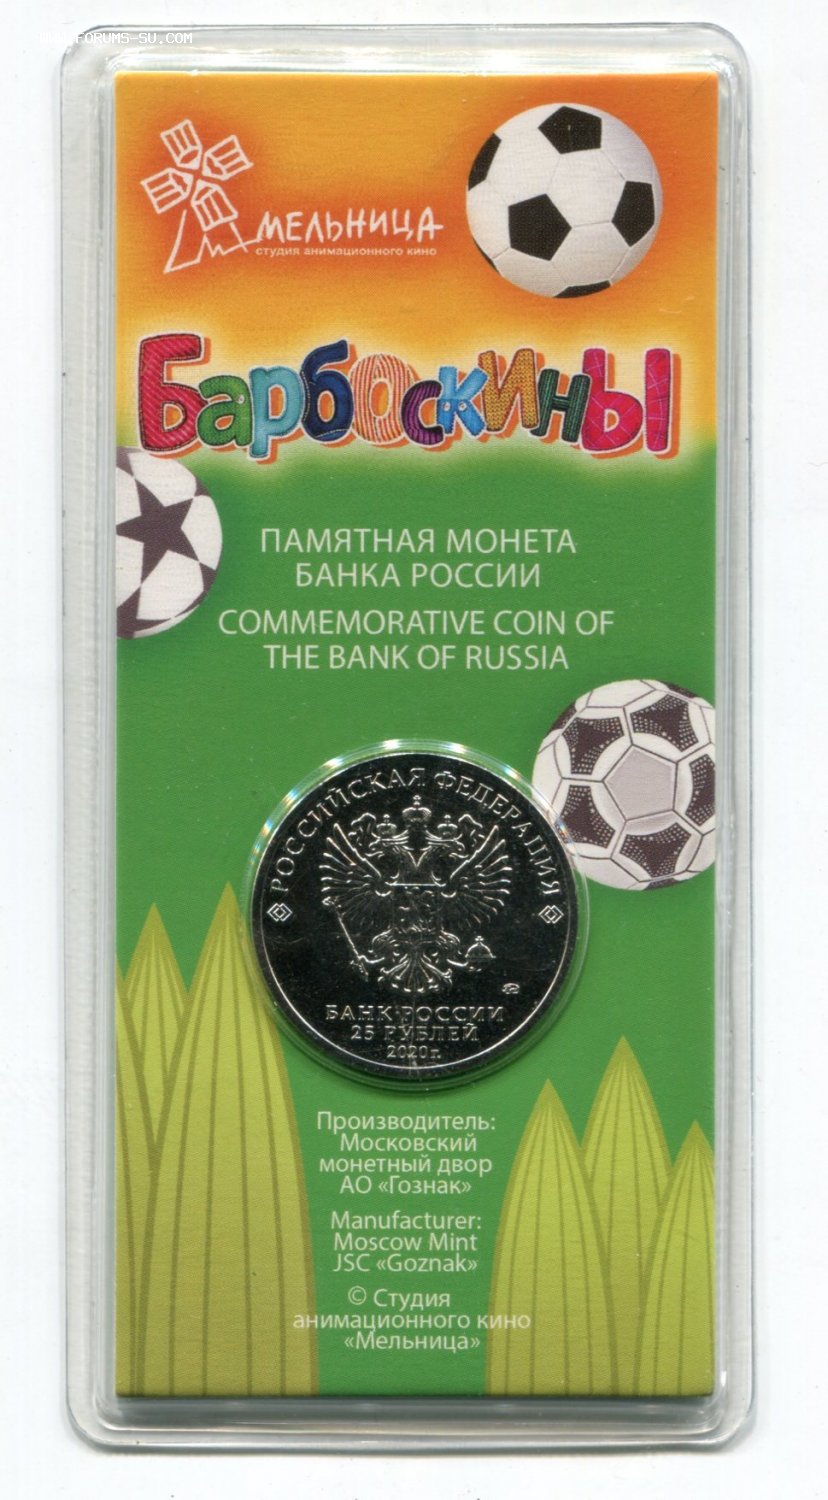 WWW.FORUMS-SU.COM
МЕЛЬНИЦА
СТУДИЯ АНИМАЦИОННОГО КИНО
Барбоскины
ПАМЯТНАЯ МОНЕТА
БАНКА РОССИИ
COMMEMORATIVE COIN OF
THE BANK OF RUSSIA
РОССИЙСКАЯ ФЕДЕРАЦИЯ
БАНК РОССИИ
25 РУБЛЕЙ
2020 г.
Производитель:
Московский
монетный двор
АО «Гознак»
Manufacturer:
Moscow Mint
JSC «Goznak»
© Студия
анимационного кино
«Мельница»